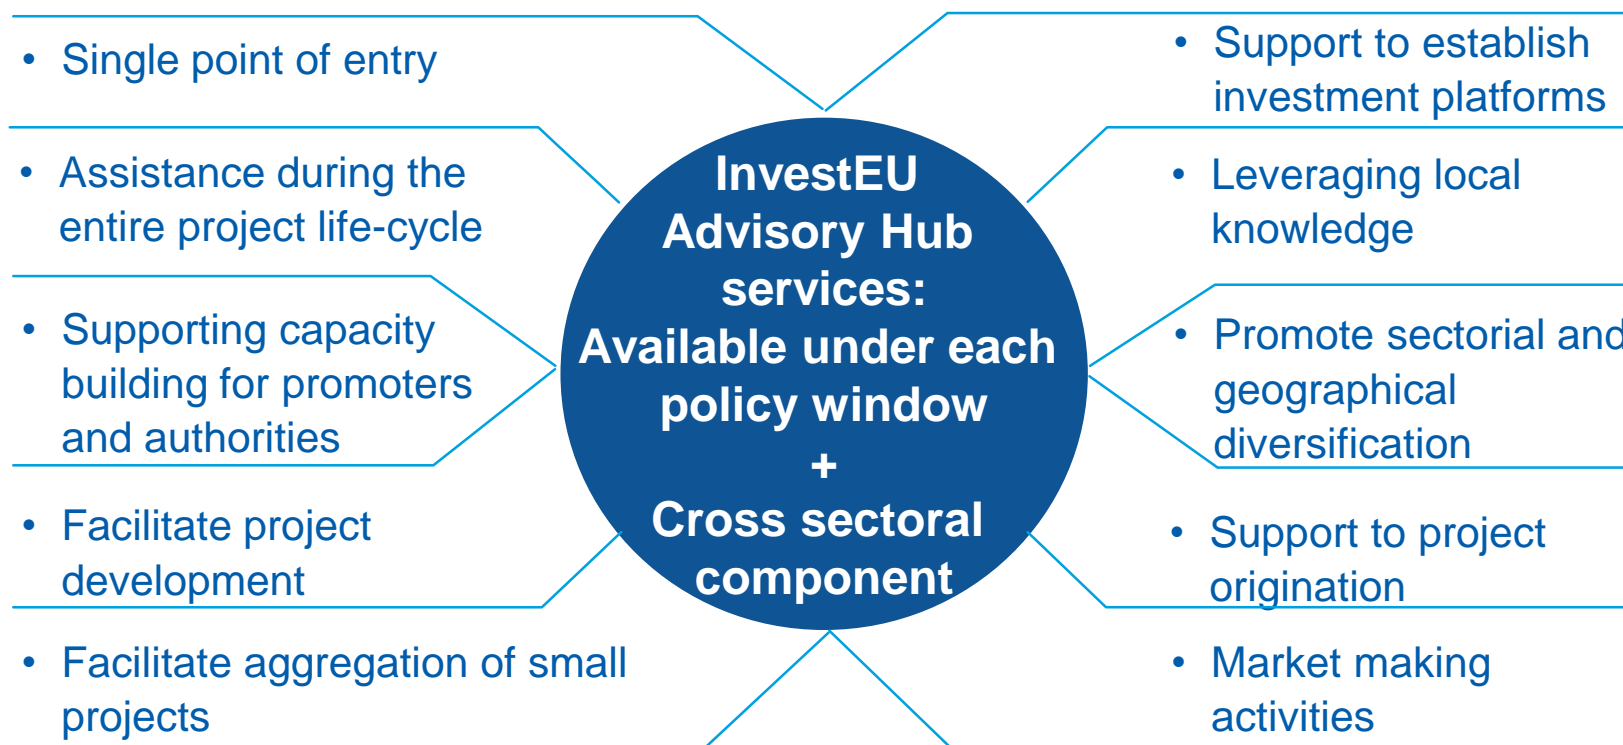 • Single point of entry
• Assistance during the
entire project life-cycle
• Supporting capacity
building for promoters
and authorities
• Facilitate project
development
• Facilitate aggregation of small
projects
InvestEU
Advisory Hub
services:
Available under each
policy window
+
Cross sectoral
component
• Support to establish
investment platforms
• Leveraging local
knowledge
• Promote sectorial and
geographical
diversification
• Support to project
origination
• Market making
activities